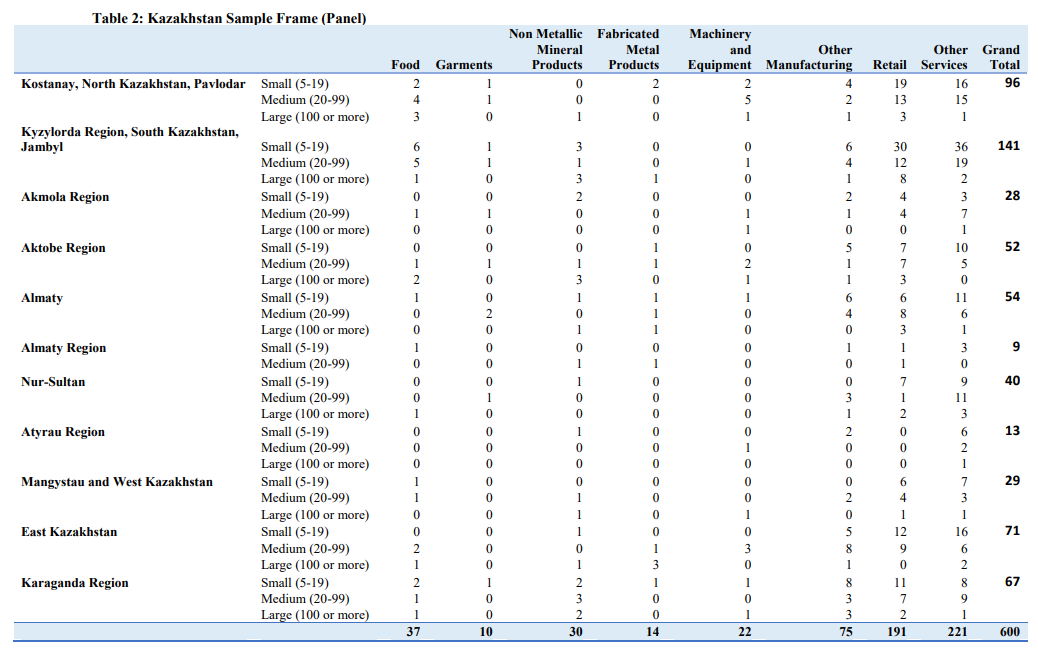 Table 2: Kazakhstan Sample Frame (Panel)
Non Metallic Fabricated Machinery
Mineral Metal and Other Other Grand
Food Garments Products Products Equipment Manufacturing Retail Services Total
Kostanay, North Kazakhstan, Pavlodar Small (5-19) 2 1 0 2 2 4 19 16 96
Medium (20-99) 4 1 0 0 5 2 13 15
Large (100 or more) 3 0 1 0 1 1 3 1
Kyzylorda Region, South Kazakhstan,
Jambyl Small (5-19) 6 1 3 0 0 6 30 36 141
Medium (20-99) 5 1 1 0 1 4 12 19
Large (100 or more) 1 0 3 1 0 1 8 2
Akmola Region Small (5-19) 0 0 2 0 0 2 4 3 28
Medium (20-99) 1 1 0 0 1 1 4 7
Large (100 or more) 0 0 0 0 1 0 0 1
Aktobe Region Small (5-19) 0 0 0 1 0 5 7 10 52
Medium (20-99) 1 1 1 1 2 1 7 5
Large (100 or more) 2 0 3 0 1 1 3 0
Almaty Small (5-19) 1 0 1 1 1 6 6 11 54
Medium (20-99) 0 2 0 1 0 4 8 6
Large (100 or more) 0 0 1 1 0 0 3 1
Almaty Region Small (5-19) 1 0 0 0 0 1 1 3 9
Medium (20-99) 0 0 1 1 0 0 1 0
Nur-Sultan Small (5-19) 0 0 1 0 0 0 7 9 40
Medium (20-99) 0 1 0 0 0 3 1 11
Large (100 or more) 1 0 0 0 0 1 2 3
Atyrau Region Small (5-19) 0 0 1 0 0 2 0 6 13
Medium (20-99) 0 0 0 0 1 0 0 2
Large (100 or more) 0 0 0 0 0 0 0 1
Mangystau and West Kazakhstan Small (5-19) 1 0 0 0 0 0 6 7 29
Medium (20-99) 1 0 1 0 0 2 4 3
Large (100 or more) 0 0 1 0 1 0 1 1
East Kazakhstan Small (5-19) 0 0 1 0 0 5 12 16 71
Medium (20-99) 2 0 0 1 3 8 9 6
Large (100 or more) 1 0 1 3 0 1 0 2
Karaganda Region Small (5-19) 2 1 2 1 1 8 11 8 67
Medium (20-99) 1 0 3 0 0 3 7 9
Large (100 or more) 1 0 2 0 1 3 2 1
37 10 30 14 22 75 191 221 600